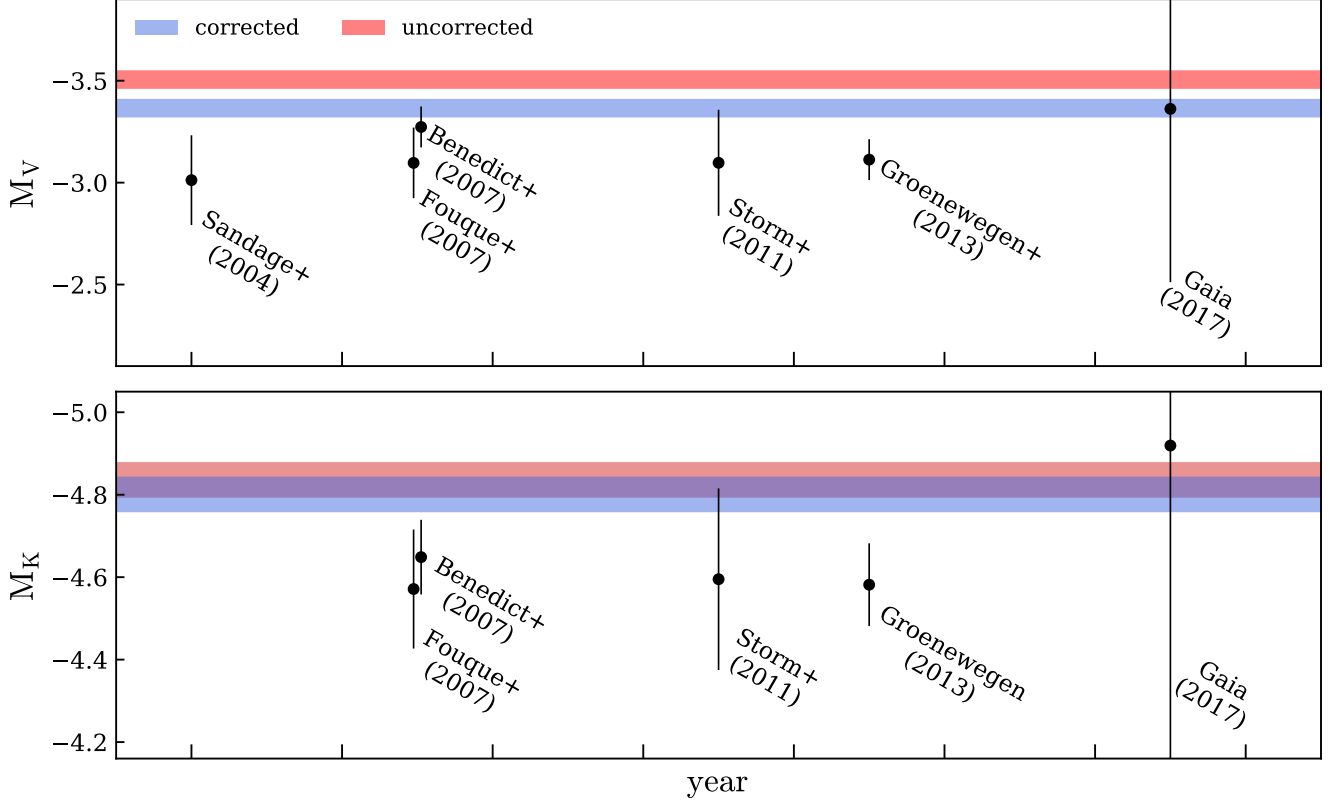 corrected
uncorrected
−3.5
−3.0
−2.5
M_V
Sandage+
(2004)
Benedict+
(2007)
Fouque+
(2007)
Storm+
(2011)
Groenewegen+
(2013)
Gaia
(2017)
−5.0
−4.8
−4.6
−4.4
−4.2
M_K
Benedict+
(2007)
Fouque+
(2007)
Storm+
(2011)
Groenewegen
(2013)
Gaia
(2017)
year